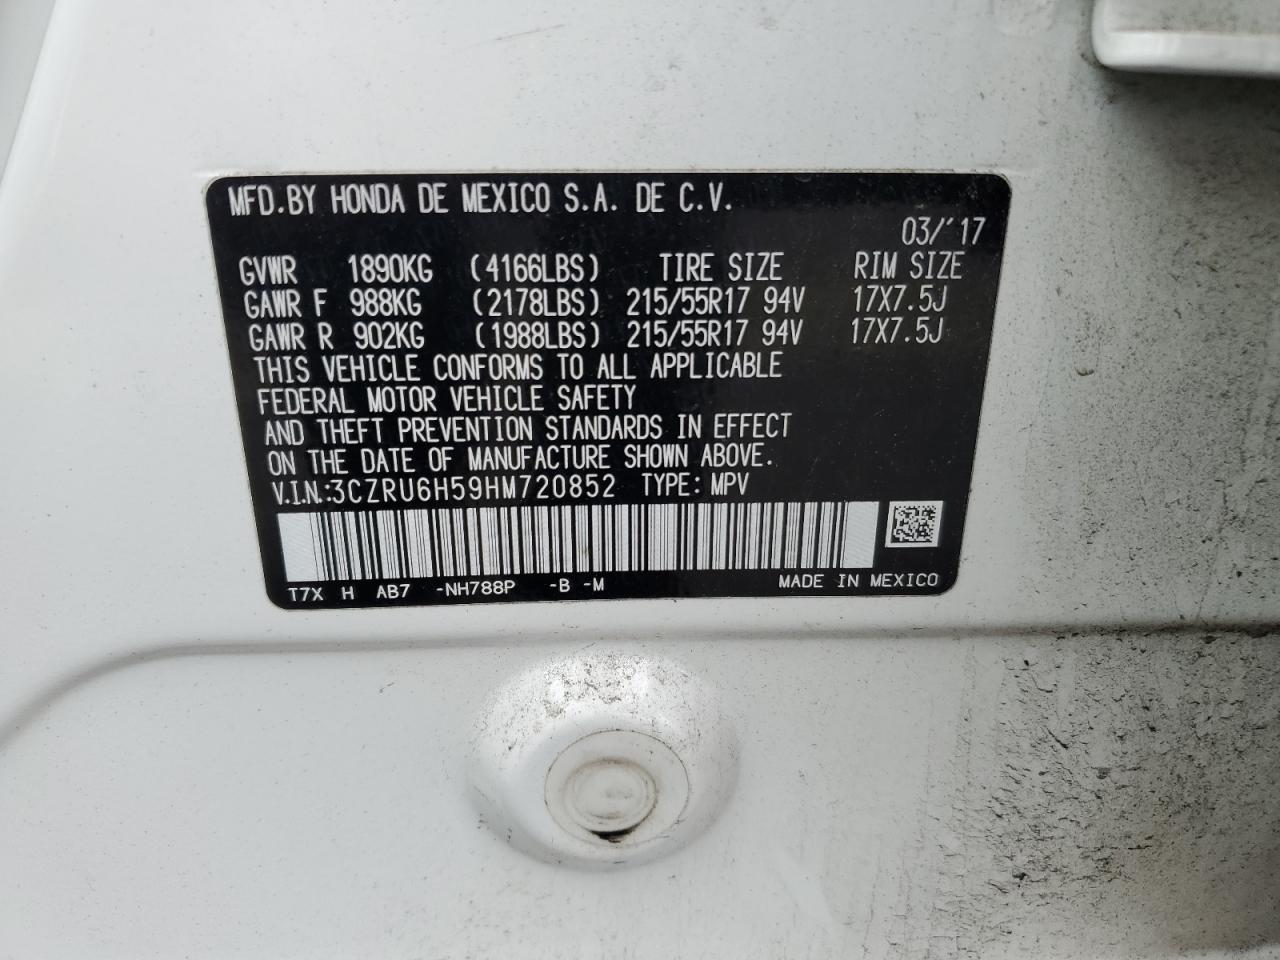 MFD.BY HONDA DE MEXICO S.A. DE C.V.
03/'17
GVWR 1890KG (4166LBS) TIRE SIZE RIM SIZE
GAWR F 988KG (2178LBS) 215/55R17 94V 17X7.5J
GAWR R 902KG (1988LBS) 215/55R17 94V 17X7.5J
THIS VEHICLE CONFORMS TO ALL APPLICABLE
FEDERAL MOTOR VEHICLE SAFETY
AND THEFT PREVENTION STANDARDS IN EFFECT
ON THE DATE OF MANUFACTURE SHOWN ABOVE.
V.I.N.:3CZRU6H59HM720852 TYPE:MPV
T7X H AB7 -NH788P -B -M MADE IN MEXICO